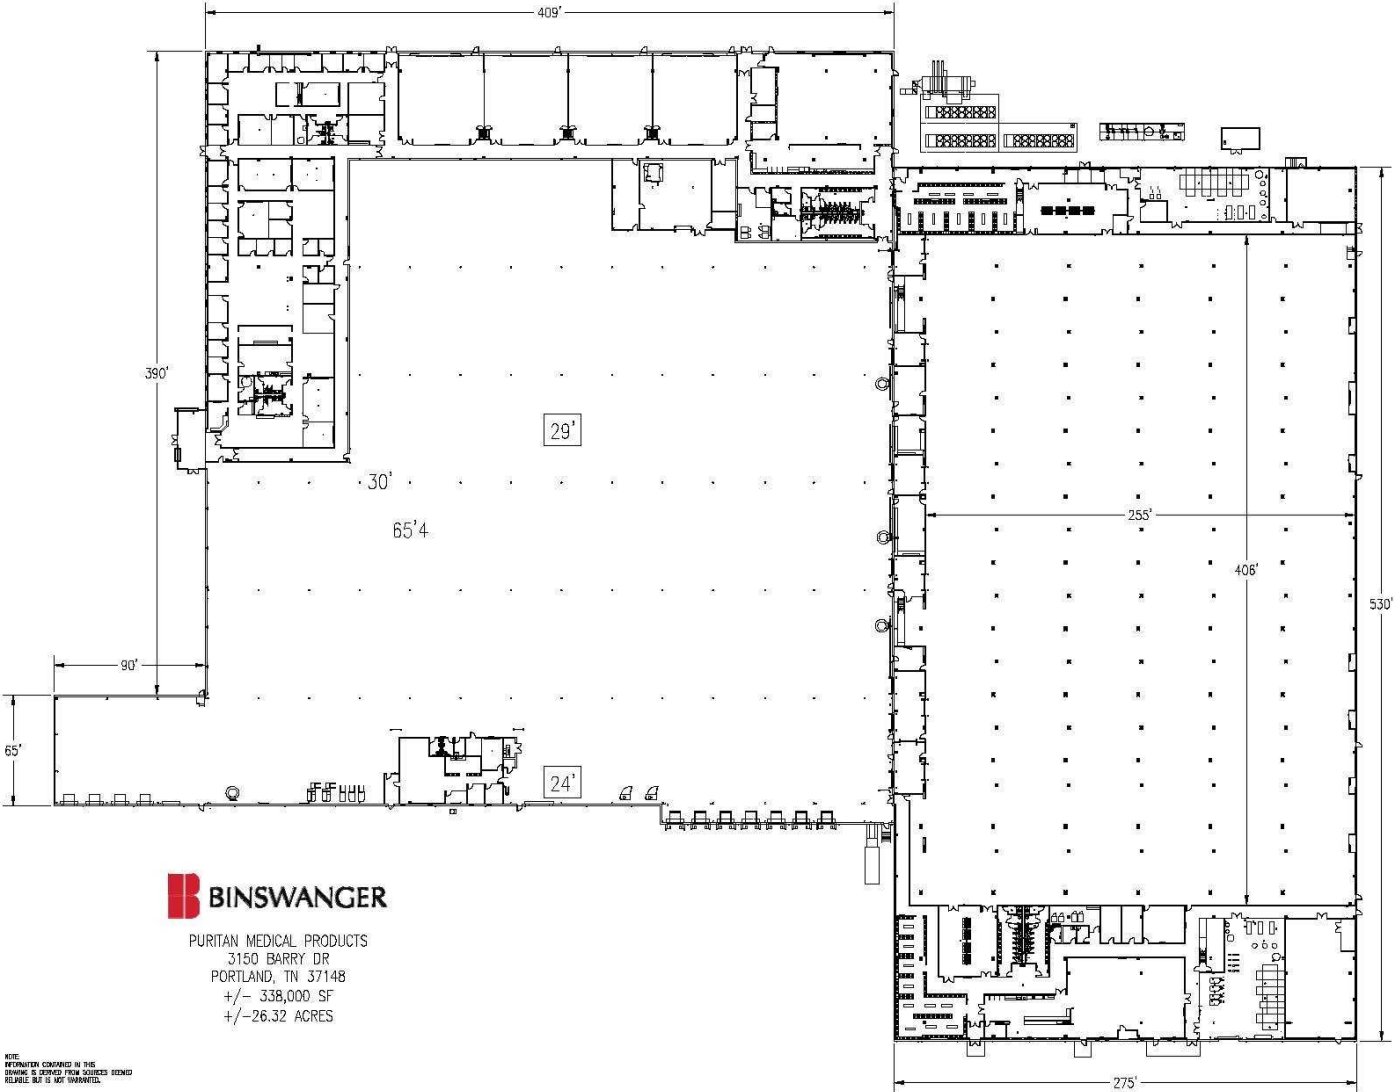 409'
390'
29'
30'
65'4
255'
406'
530'
90'
65'
24'
BINSWANGER
PURITAN MEDICAL PRODUCTS
3150 BARRY DR
PORTLAND, TN 37148
+/- 338,000 SF
+/-26.32 ACRES
NOTE
INFORMATION CONTAINED IN THIS
DRAWING IS DERIVED FROM SOURCES DEEMED
RELIABLE BUT IS NOT WARRANTED.
275'